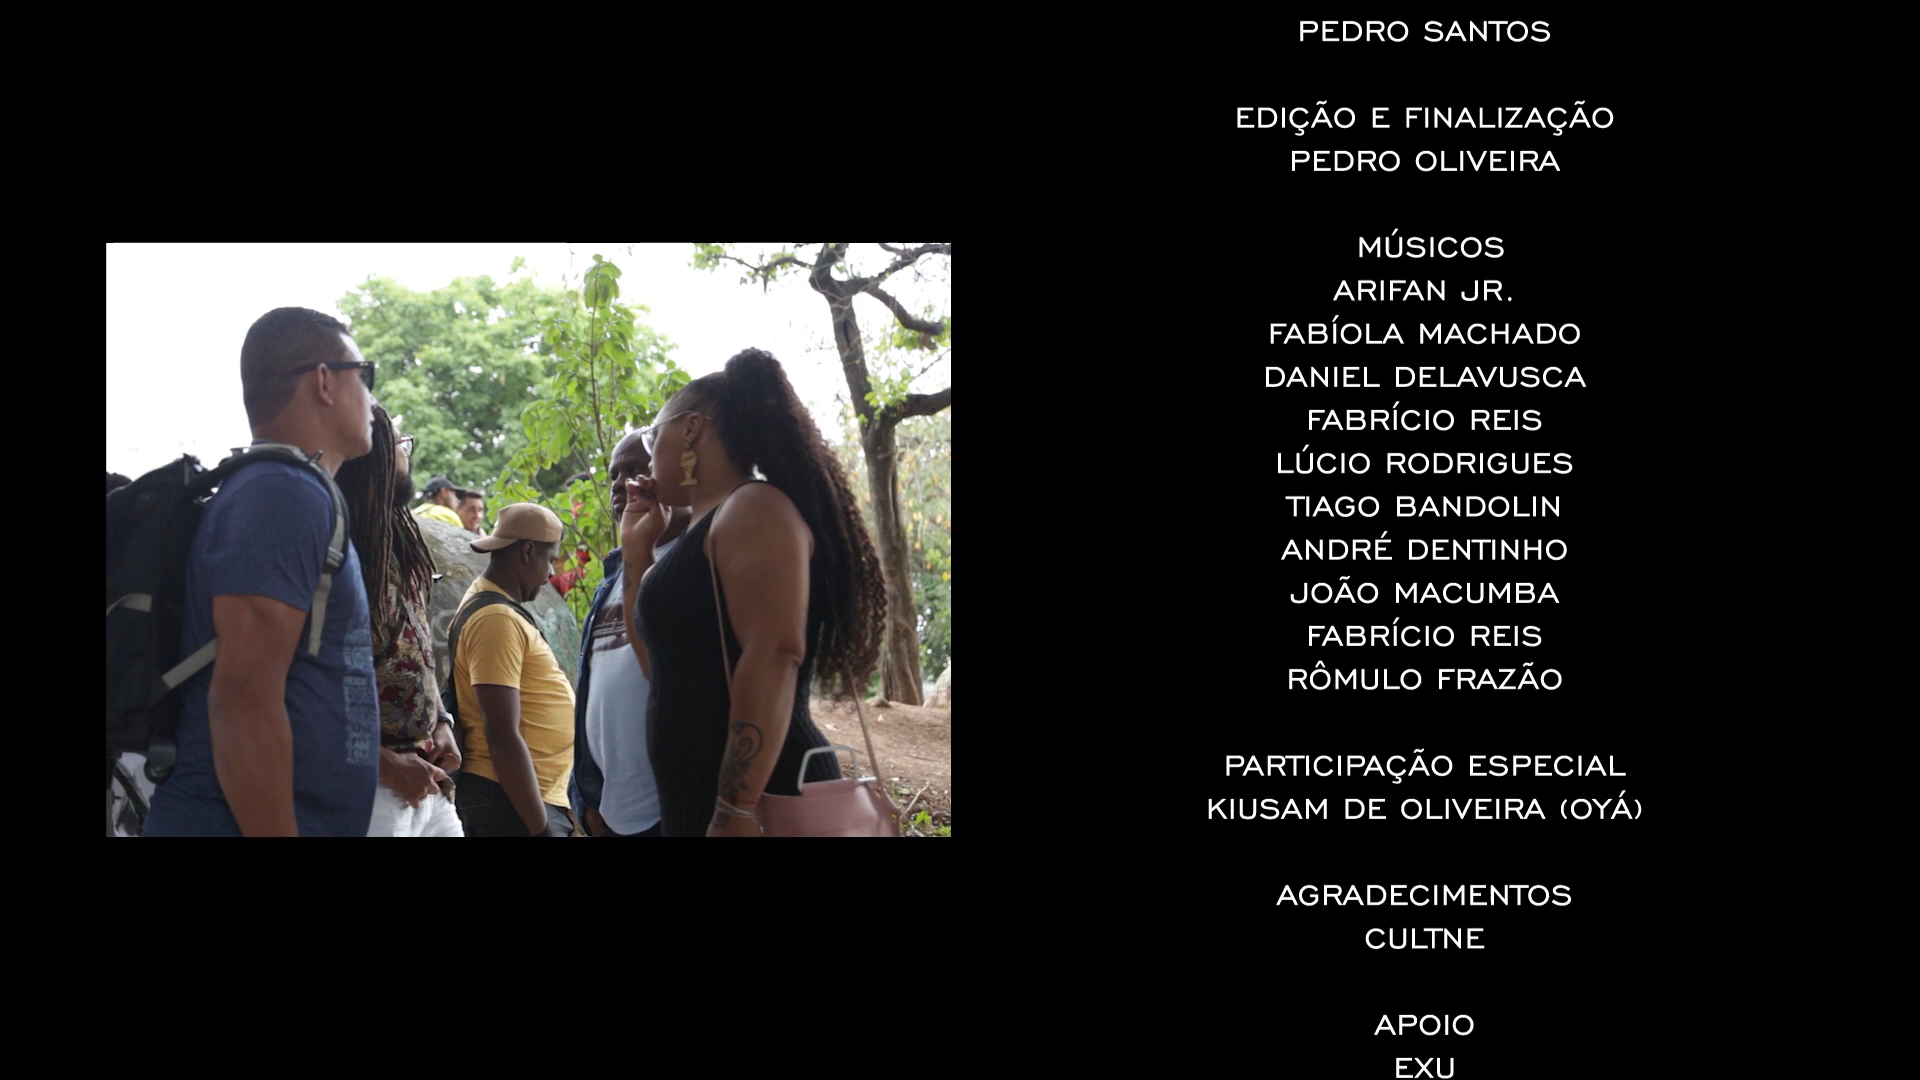 PEDRO SANTOS
EDIÇÃO E FINALIZAÇÃO
PEDRO OLIVEIRA
MÚSICOS
ARIFAN JR.
FABÍOLA MACHADO
DANIEL DELAVUSCA
FABRÍCIO REIS
LÚCIO RODRIGUES
TIAGO BANDOLIN
ANDRÉ DENTINHO
JOÃO MACUMBA
FABRÍCIO REIS
RÔMULO FRAZÃO
PARTICIPAÇÃO ESPECIAL
KIUSAM DE OLIVEIRA (OYÁ)
AGRADECIMENTOS
CULTNE
APOIO
EXU